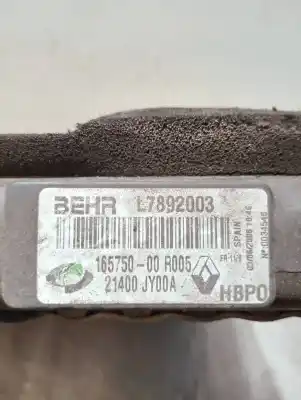 BEHR L7892003
165750-00 R005
21400 JY00A
HBPO
SPAIN